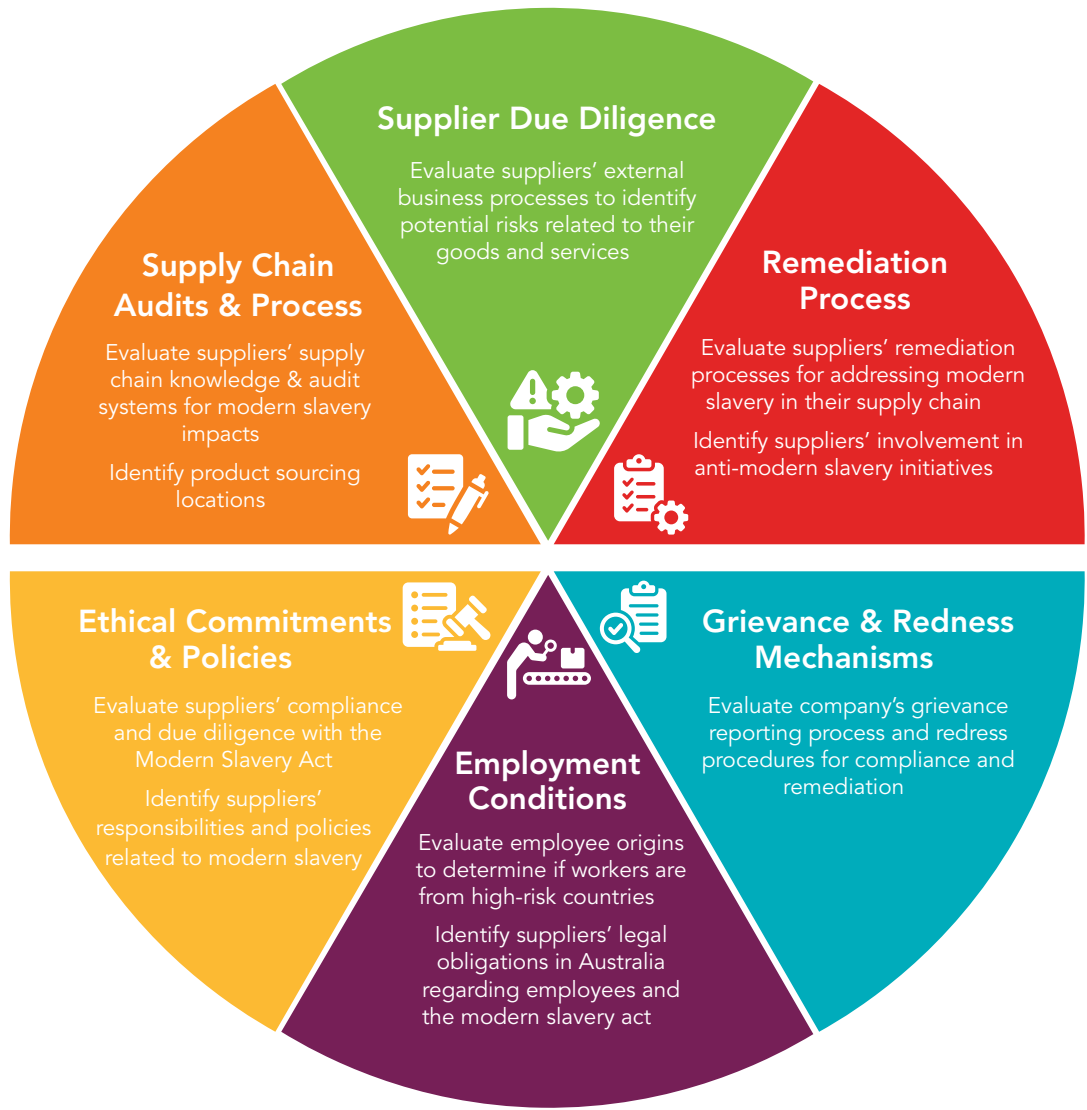 Supplier Due Diligence
Evaluate suppliers’ external
business processes to identify
potential risks related to their
goods and services
Remediation
Process
Evaluate suppliers’ remediation
processes for addressing modern
slavery in their supply chain
Identify suppliers’ involvement in
anti-modern slavery initiatives
Grievance & Redness
Mechanisms
Evaluate company’s grievance
reporting process and redress
procedures for compliance and
remediation
Employment
Conditions
Evaluate employee origins
to determine if workers are
from high-risk countries
Identify suppliers’ legal
obligations in Australia
regarding employees and
the modern slavery act
Ethical Commitments
& Policies
Evaluate suppliers’ compliance
and due diligence with the
Modern Slavery Act
Identify suppliers’
responsibilities and policies
related to modern slavery
Supply Chain
Audits & Process
Evaluate suppliers’ supply
chain knowledge & audit
systems for modern slavery
impacts
Identify product sourcing
locations